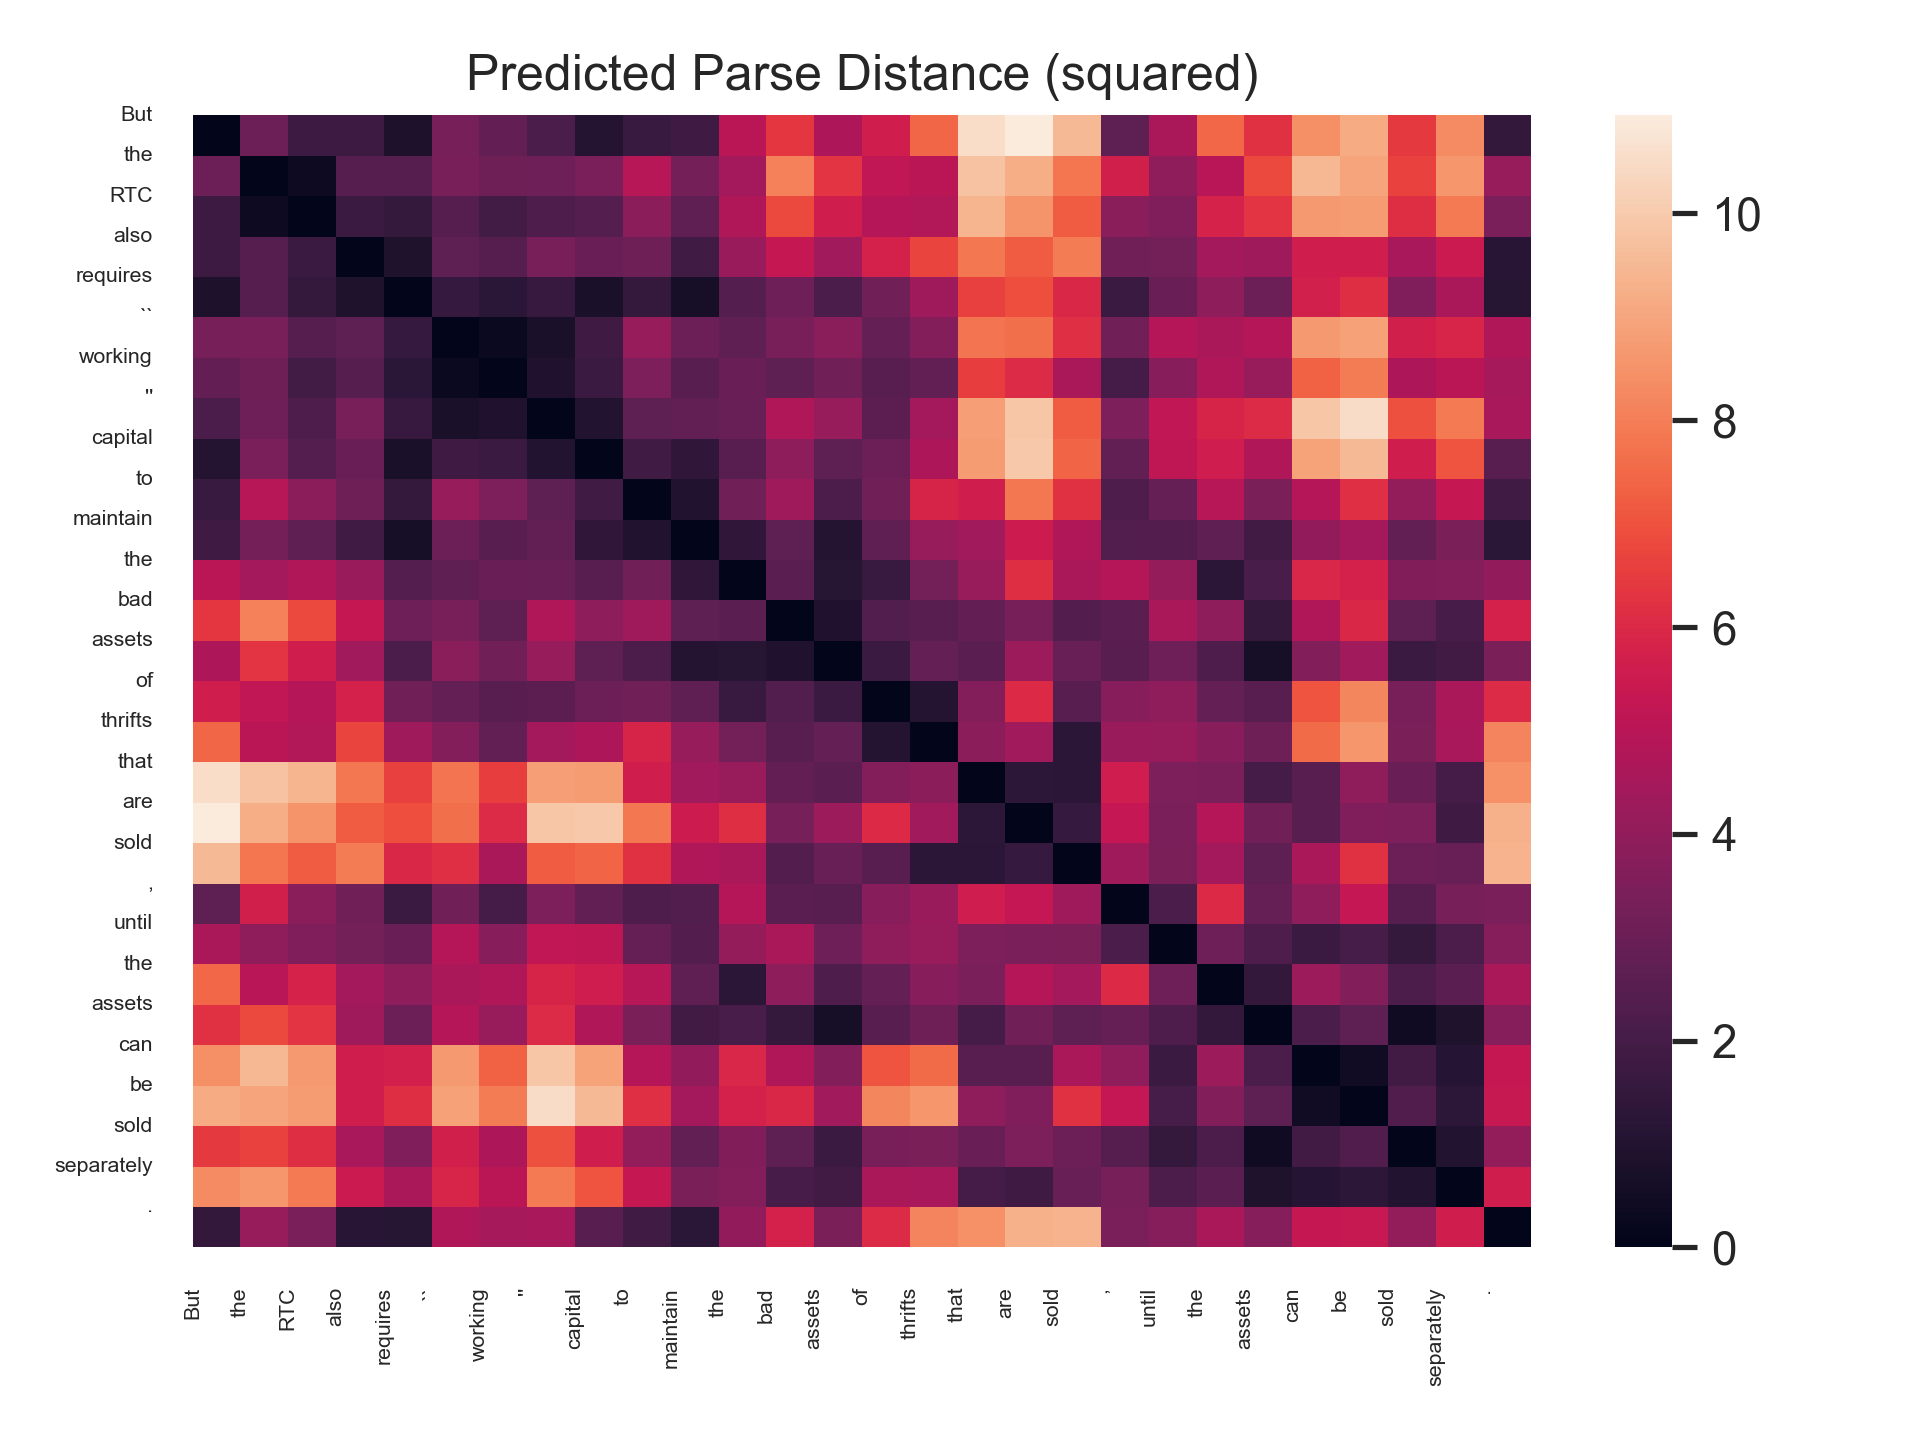 Predicted Parse Distance (squared)
But
the
RTC
also
requires
``
working
''
capital
to
maintain
the
bad
assets
of
thrifts
that
are
sold
,
until
the
assets
can
be
sold
separately
.
10
8
6
4
2
0
But
the
RTC
also
requires
``
working
''
capital
to
maintain
the
bad
assets
of
thrifts
that
are
sold
,
until
the
assets
can
be
sold
separately
.